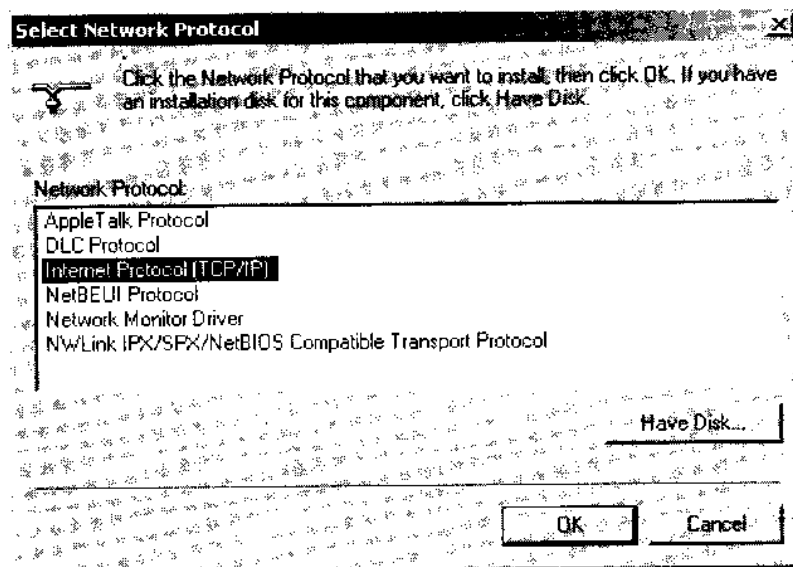 Select Network Protocol
Click the Network Protocol that you want to install, then click OK. If you have
an installation disk for this component, click Have Disk.
Network Protocol:
AppleTalk Protocol
DLC Protocol
Internet Protocol (TCP/IP)
NetBEUI Protocol
Network Monitor Driver
NWLink IPX/SPX/NetBIOS Compatible Transport Protocol
Have Disk...
OK
Cancel